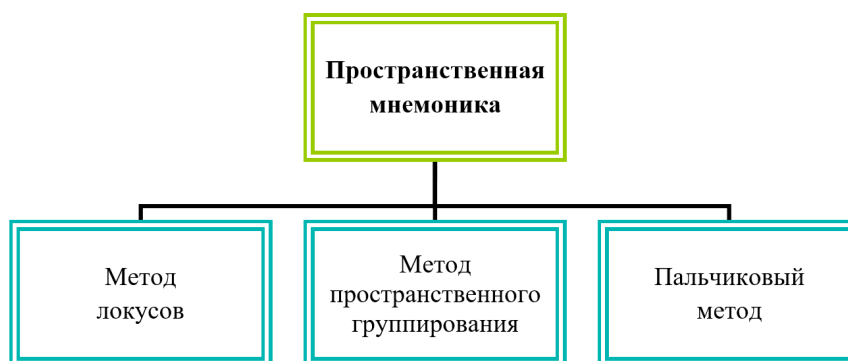 Пространственная
мнемоника
Метод
локусов
Метод
пространственного
группирования
Пальчиковый
метод